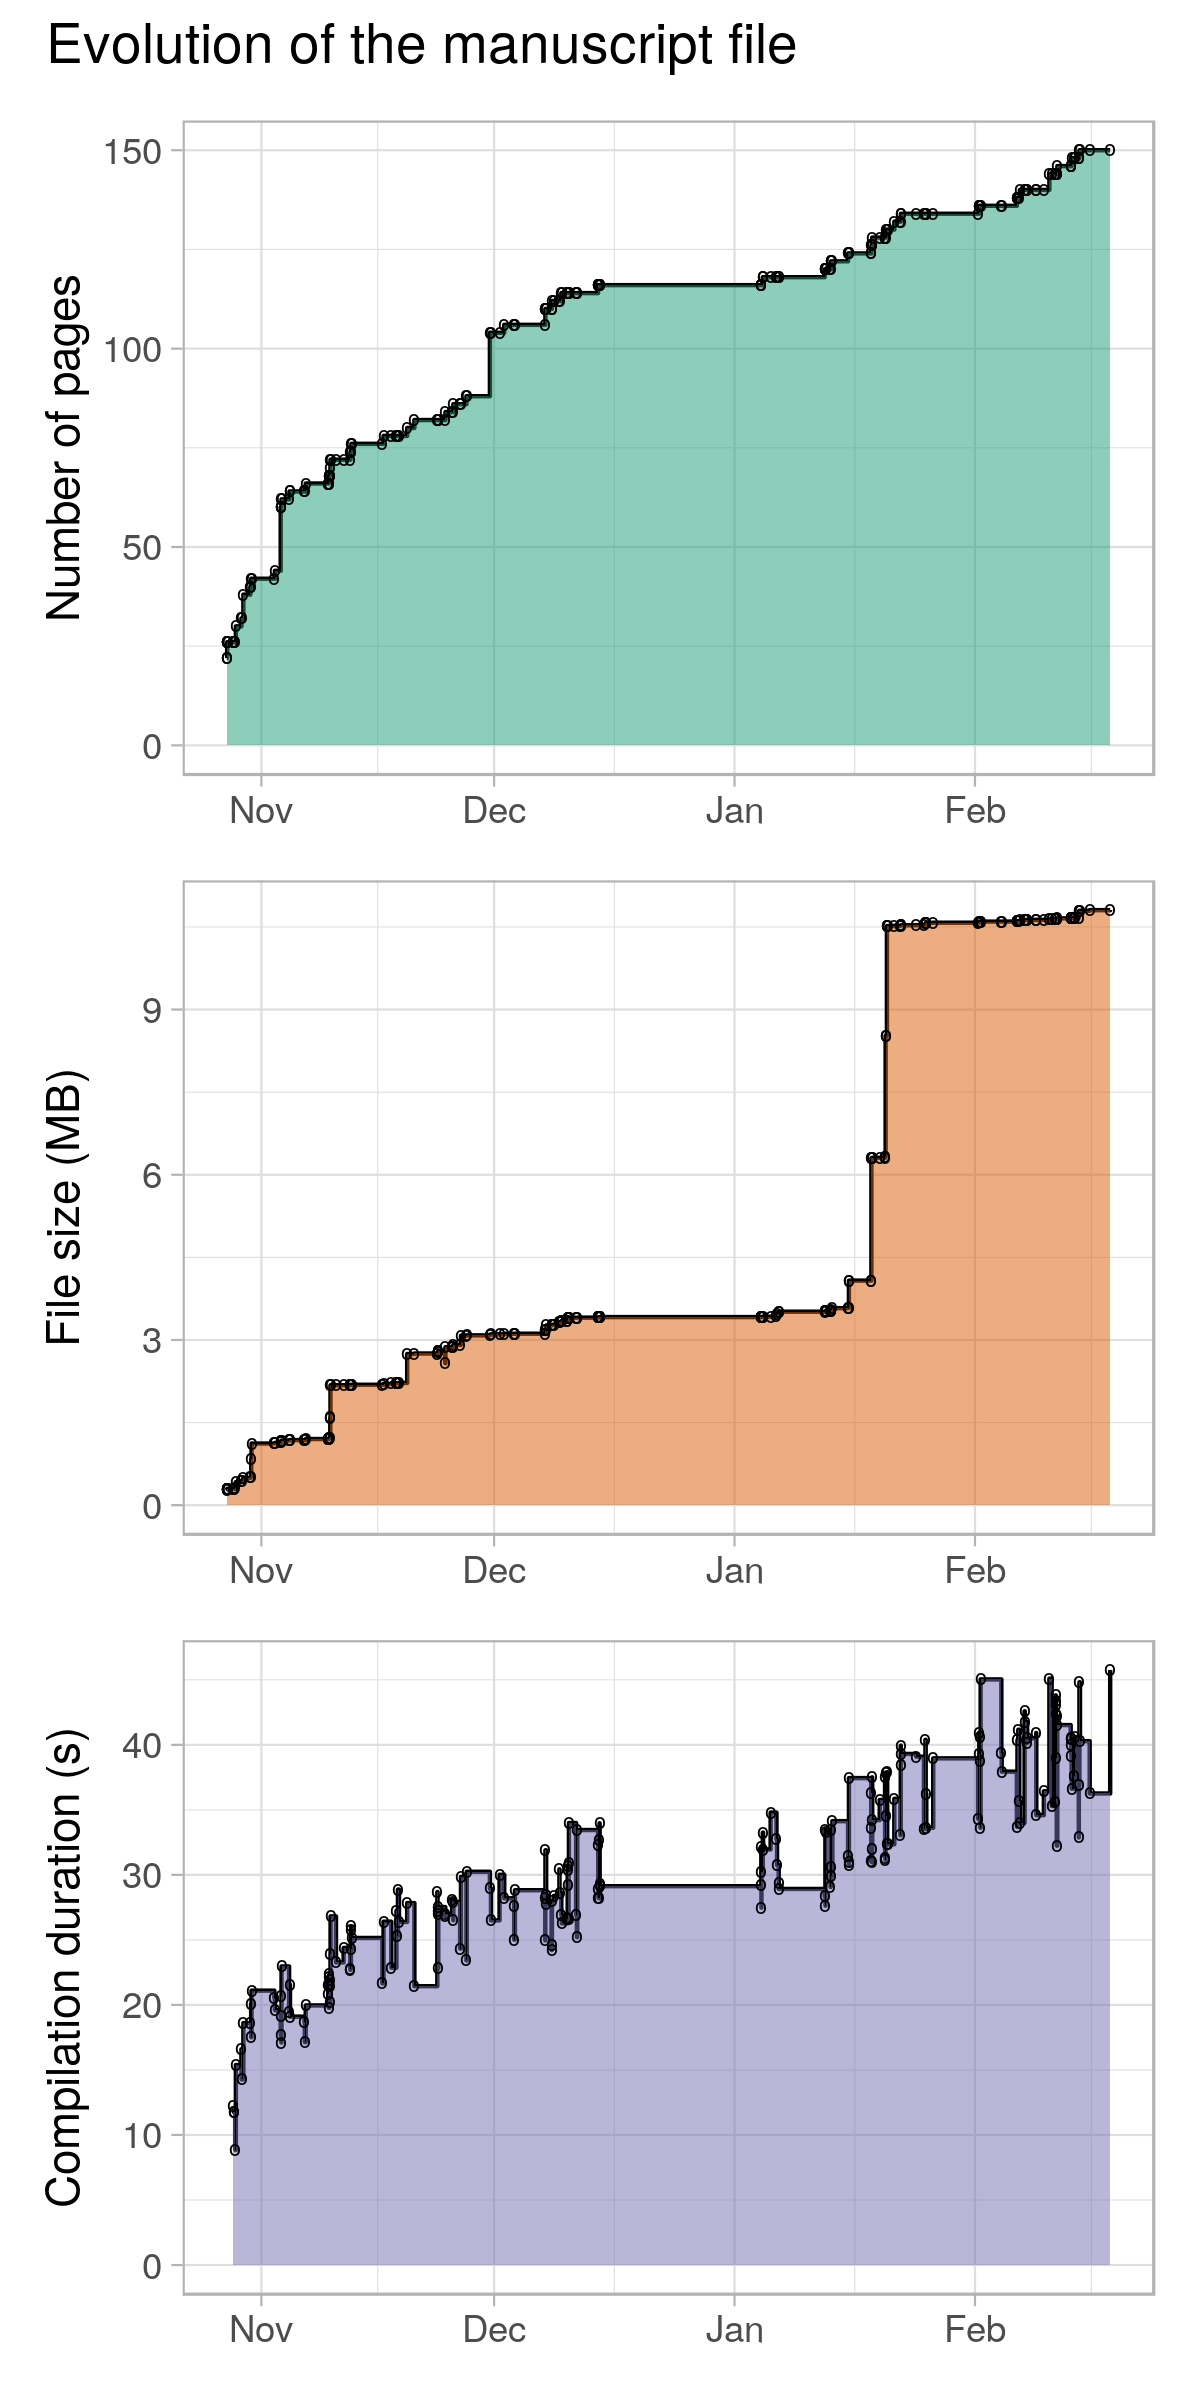 Evolution of the manuscript file
Number of pages
150
100
50
0
Nov Dec Jan Feb
File size (MB)
9
6
3
0
Nov Dec Jan Feb
Compilation duration (s)
40
30
20
10
0
Nov Dec Jan Feb